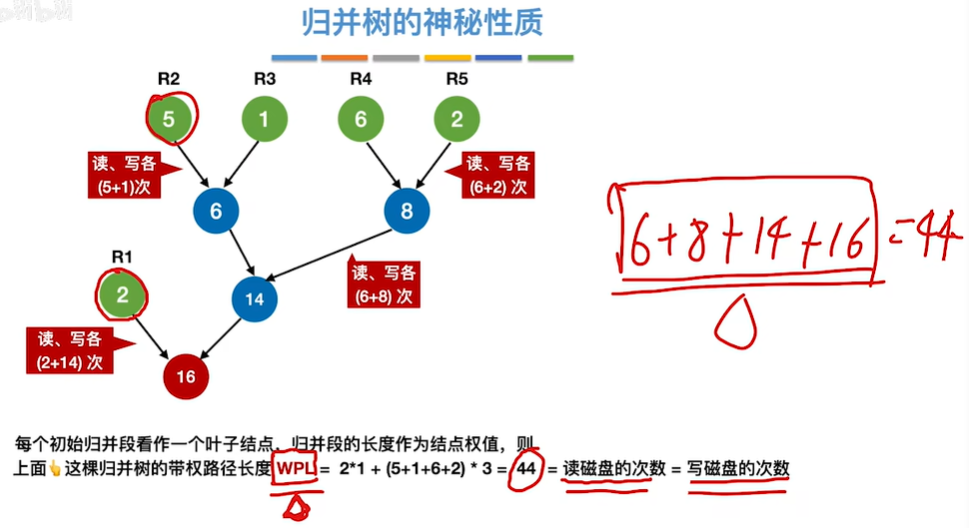 归并树的神秘性质
R2 R3 R4 R5
5 1 6 2
读、写各
(5+1)次
读、写各
(6+2) 次
6 8
6+8+14+16 =44
R1
读、写各
(6+8) 次
2 14
读、写各
(2+14) 次
16
每个初始归并段看作一个叶子结点，归并段的长度作为结点权值，则
上面👆这棵归并树的带权路径长度 WPL = 2*1 + (5+1+6+2) * 3 = 44 = 读磁盘的次数 = 写磁盘的次数